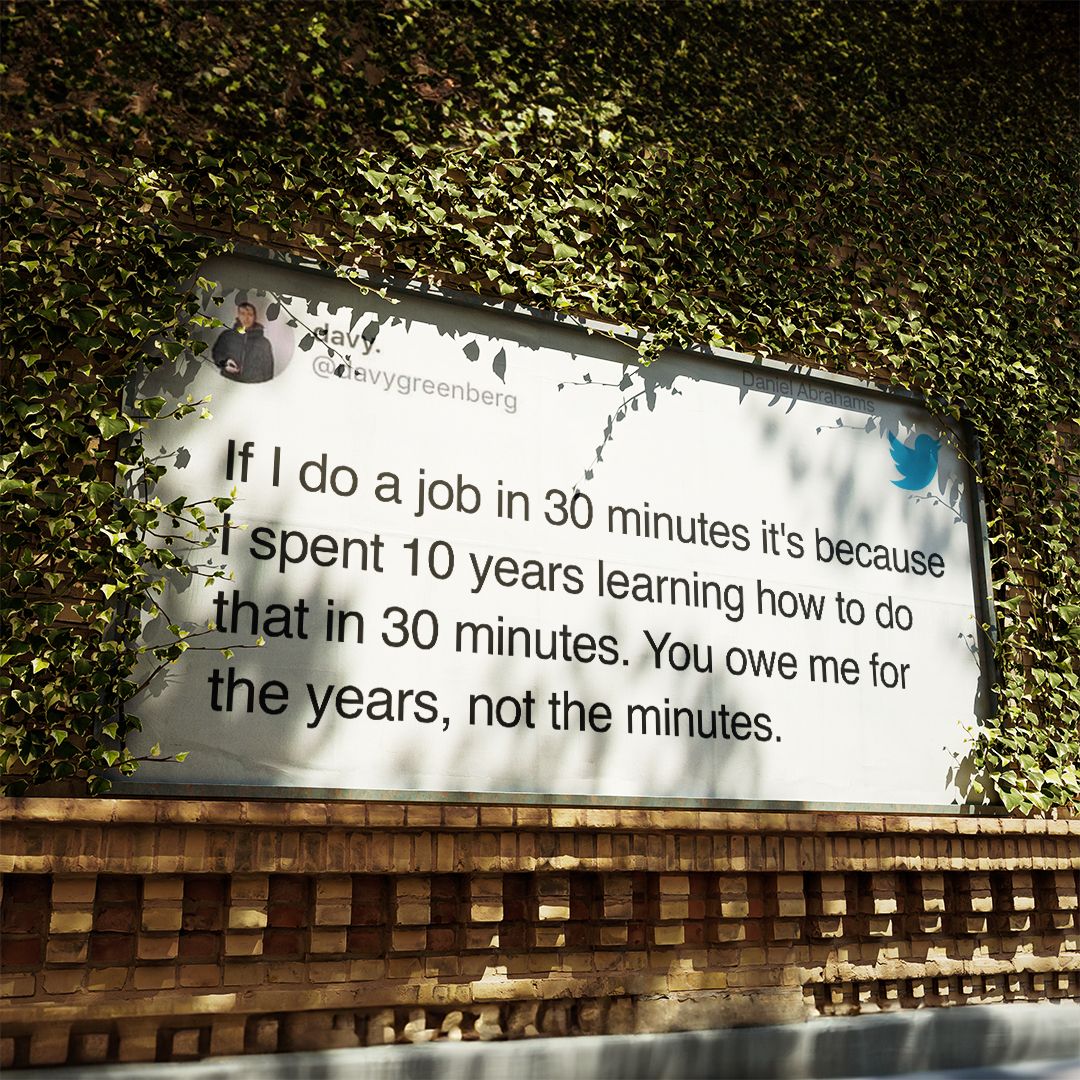 davy.
@davygreenberg
Daniel Abrahams
If I do a job in 30 minutes it's because
I spent 10 years learning how to do
that in 30 minutes. You owe me for
the years, not the minutes.